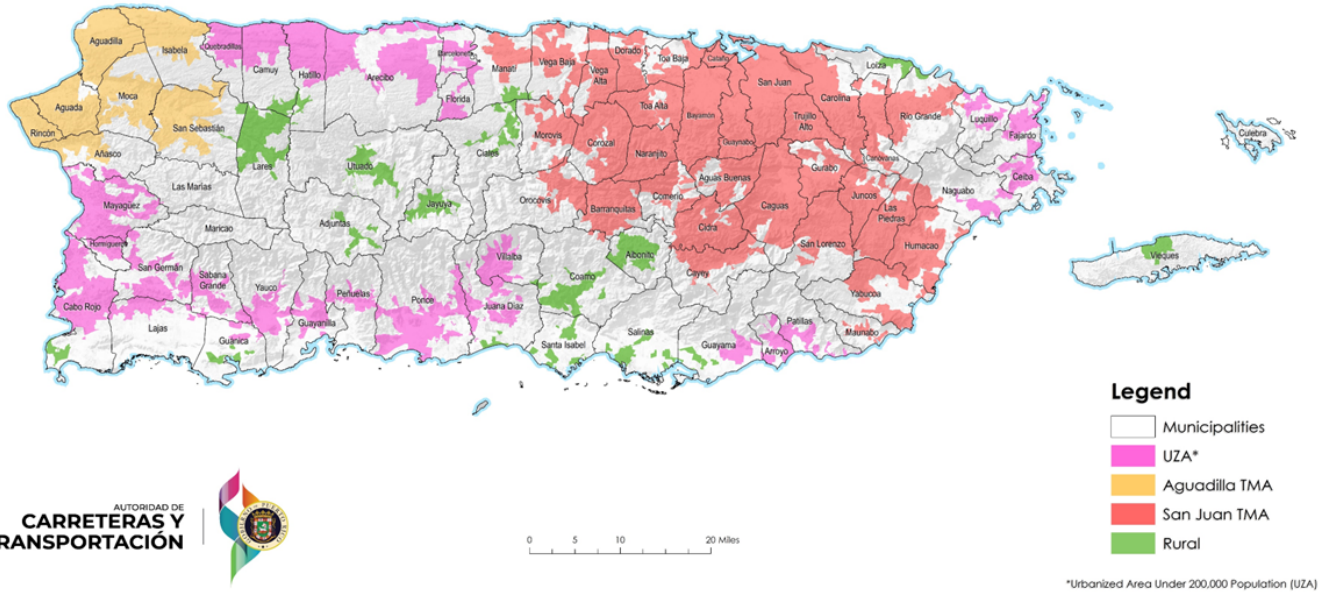 Aguadilla
Isabela
Quebradillas
Camuy
Hatillo
Arecibo
Barceloneta
Manatí
Vega Baja
Vega
Alta
Dorado
Toa Baja
Cataño
San Juan
Loíza
Moca
Aguada
Rincón
San Sebastián
Añasco
Lares
Florida
Ciales
Morovis
Corozal
Toa Alta
Naranjito
Bayamón
Guaynabo
Trujillo
Alto
Carolina
Canóvanas
Río Grande
Luquillo
Fajardo
Ceiba
Culebra
Las Marías
Utuado
Jayuya
Orocovis
Barranquitas
Comerío
Aguas Buenas
Cidra
Caguas
Gurabo
Juncos
Las
Piedras
Naguabo
Humacao
Mayagüez
Maricao
Adjuntas
Hormigueros
San Germán
Sabana
Grande
Yauco
Peñuelas
Ponce
Villalba
Juana Díaz
Coamo
Aibonito
Cayey
San Lorenzo
Yabucoa
Vieques
Cabo Rojo
Lajas
Guánica
Guayanilla
Santa Isabel
Salinas
Guayama
Arroyo
Patillas
Maunabo
Legend
Municipalities
UZA*
Aguadilla TMA
San Juan TMA
Rural
AUTORIDAD DE
CARRETERAS Y
RANSPORTACIÓN
0 5 10 20 Miles
*Urbanized Area Under 200,000 Population (UZA)